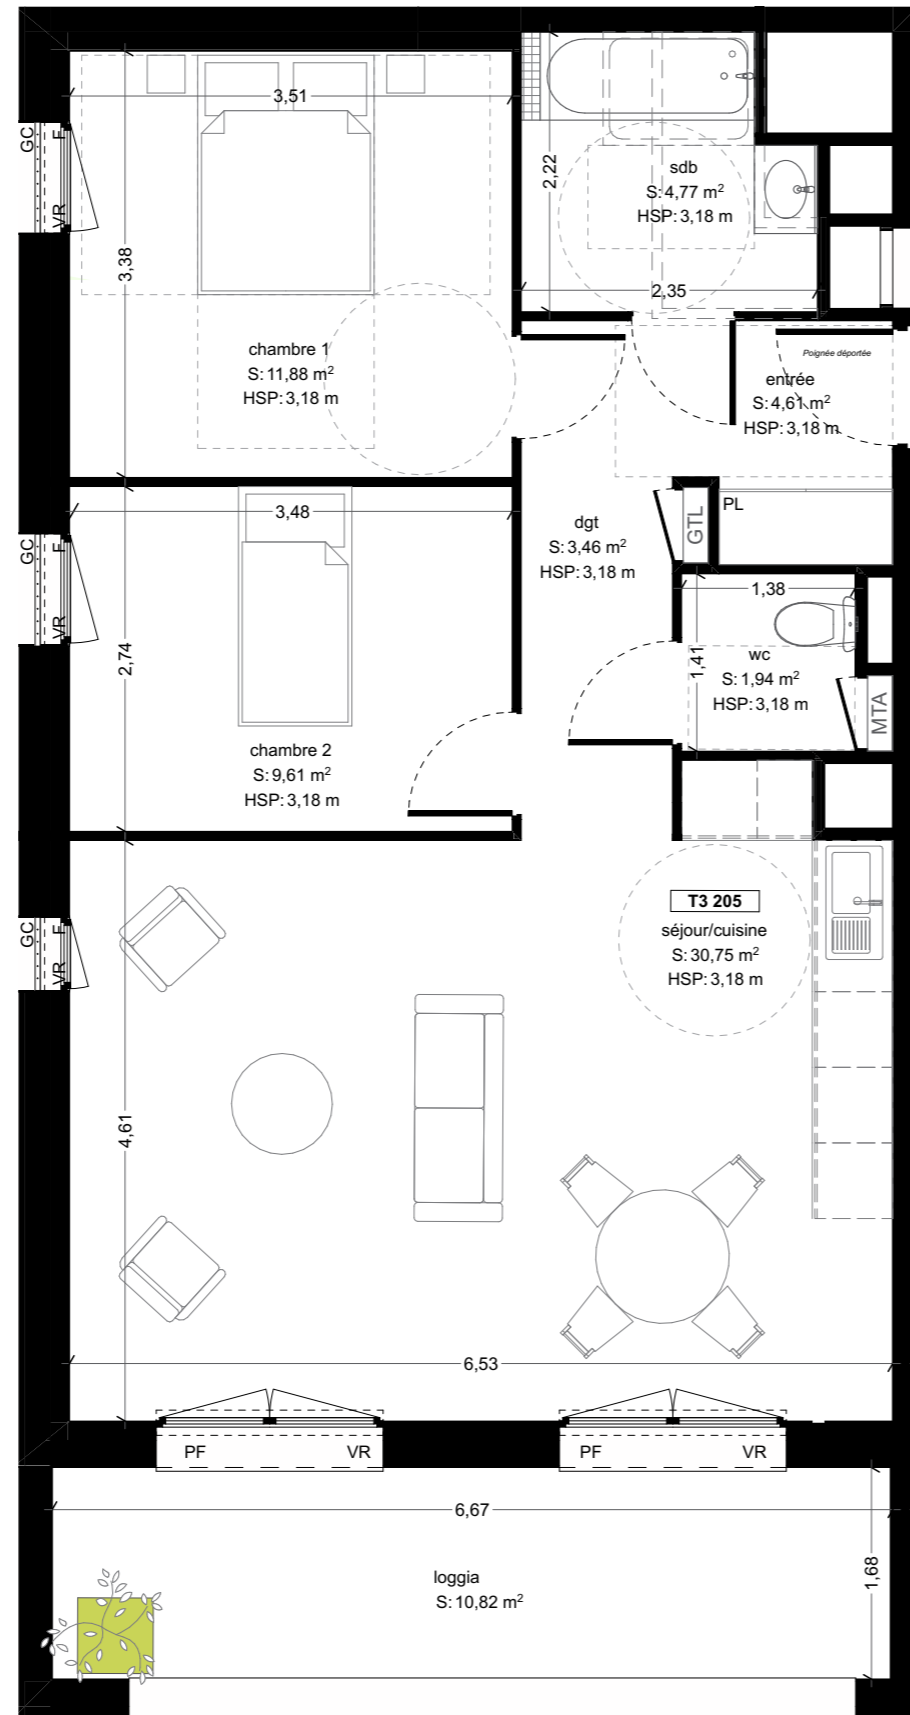 3,51
GC
F
VR
3,38
chambre 1
S: 11,88 m²
HSP: 3,18 m
2,22
sdb
S: 4,77 m²
HSP: 3,18 m
2,35
Poignée déportée
entrée
S: 4,61 m²
HSP: 3,18 m
PL
GTL
dgt
S: 3,46 m²
HSP: 3,18 m
3,48
GC
F
VR
2,74
chambre 2
S: 9,61 m²
HSP: 3,18 m
1,38
1,41
wc
S: 1,94 m²
HSP: 3,18 m
MTA
T3 205
séjour/cuisine
S: 30,75 m²
HSP: 3,18 m
GC
F
VR
4,61
6,53
PF
VR
PF
VR
6,67
1,68
loggia
S: 10,82 m²